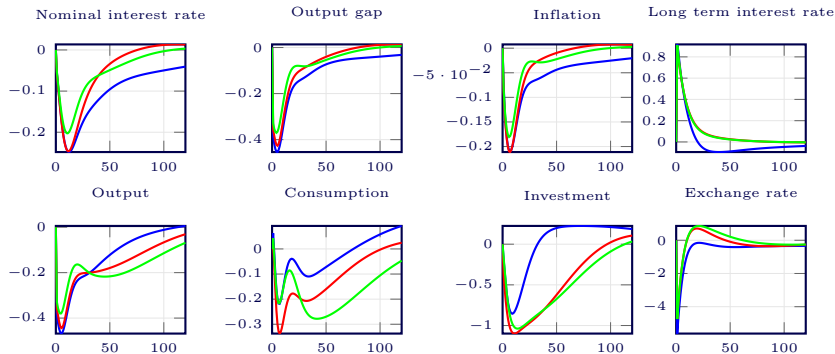 Nominal interest rate
Output gap
Inflation
Long term interest rate
0
−0.1
−0.2
0 50 100
0
−0.2
−0.4
0 50 100
0
−5 · 10−2
−0.1
−0.15
−0.2
0 50 100
0.8
0.6
0.4
0.2
0
0 50 100
Output
Consumption
Investment
Exchange rate
0
−0.2
−0.4
0 50 100
0
−0.1
−0.2
−0.3
0 50 100
0
−0.5
−1
0 50 100
0
−2
−4
0 50 100